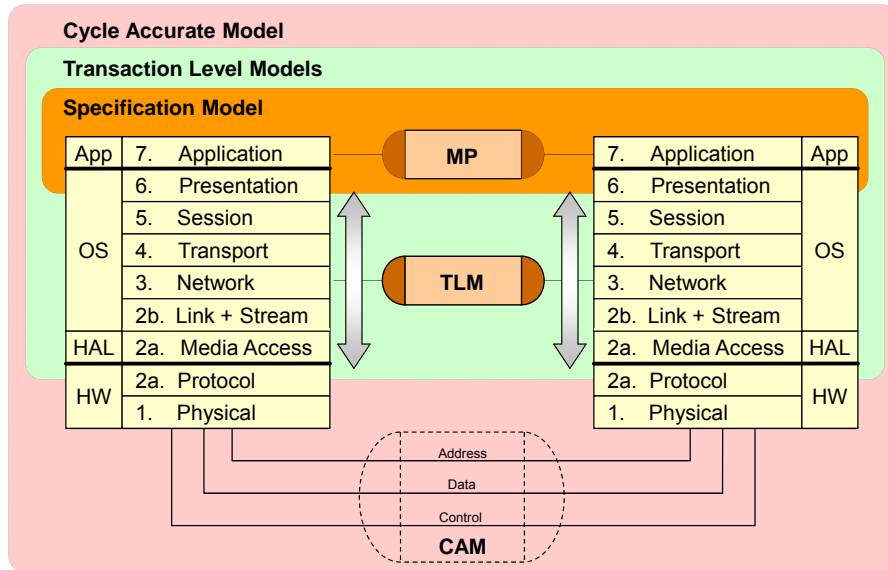 Cycle Accurate Model
Transaction Level Models
Specification Model
App 7. Application MP 7. Application App
6. Presentation 6. Presentation
5. Session 5. Session
OS 4. Transport 4. Transport OS
3. Network TLM 3. Network
2b. Link + Stream 2b. Link + Stream
HAL 2a. Media Access 2a. Media Access HAL
HW 2a. Protocol 2a. Protocol HW
1. Physical 1. Physical
Address
Data
Control
CAM